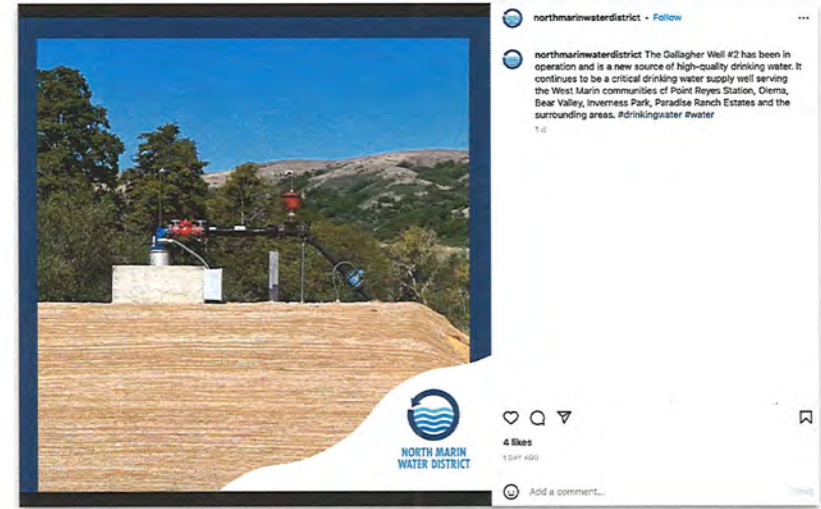 northmarinwaterdistrict • Follow
northmarinwaterdistrict The Gallagher Well #2 has been in
operation and is a new source of high-quality drinking water. It
continues to be a critical drinking water supply well serving
the West Marin communities of Point Reyes Station, Olema,
Bear Valley, Inverness Park, Paradise Ranch Estates and the
surrounding areas. #drinkingwater #water
1 d
NORTH MARIN
WATER DISTRICT
4 likes
1 DAY AGO
Add a comment...
Post